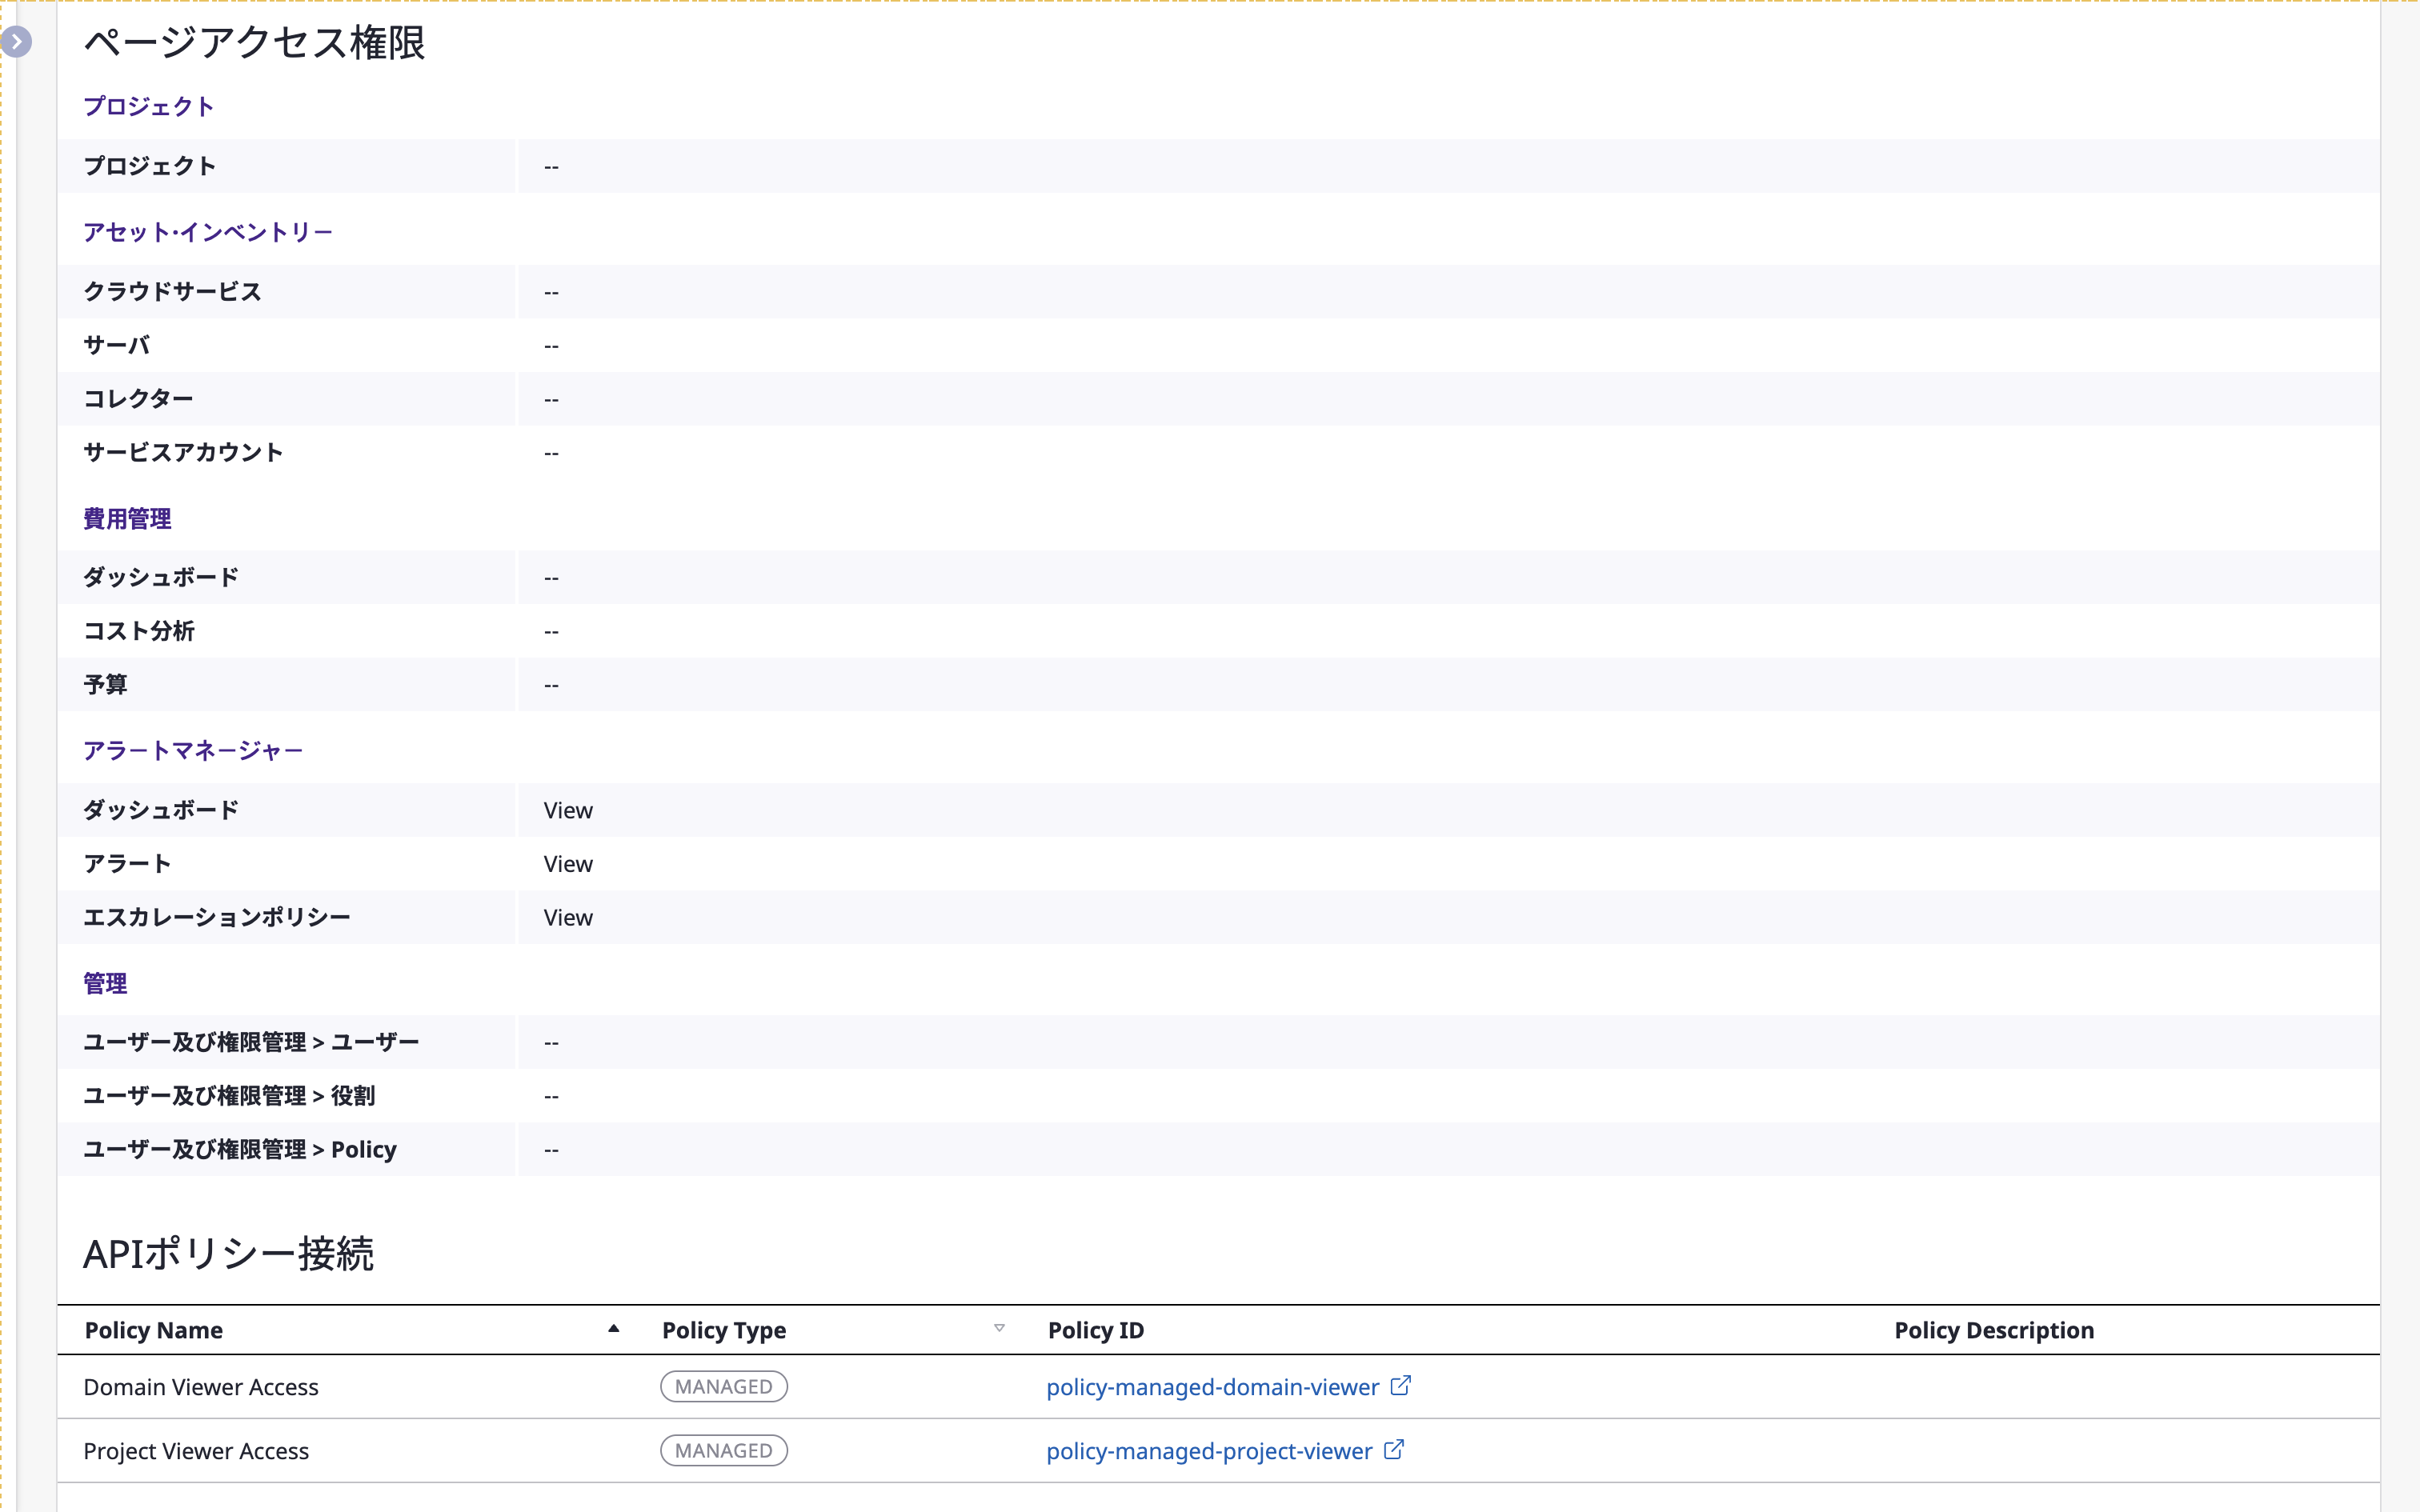 ページアクセス権限
プロジェクト
プロジェクト --
アセット·インベントリー
クラウドサービス --
サーバ --
コレクター --
サービスアカウント --
費用管理
ダッシュボード --
コスト分析 --
予算 --
アラートマネージャー
ダッシュボード View
アラート View
エスカレーションポリシー View
管理
ユーザー及び権限管理 > ユーザー --
ユーザー及び権限管理 > 役割 --
ユーザー及び権限管理 > Policy --
APIポリシー接続
Policy Name Policy Type Policy ID Policy Description
Domain Viewer Access MANAGED policy-managed-domain-viewer
Project Viewer Access MANAGED policy-managed-project-viewer